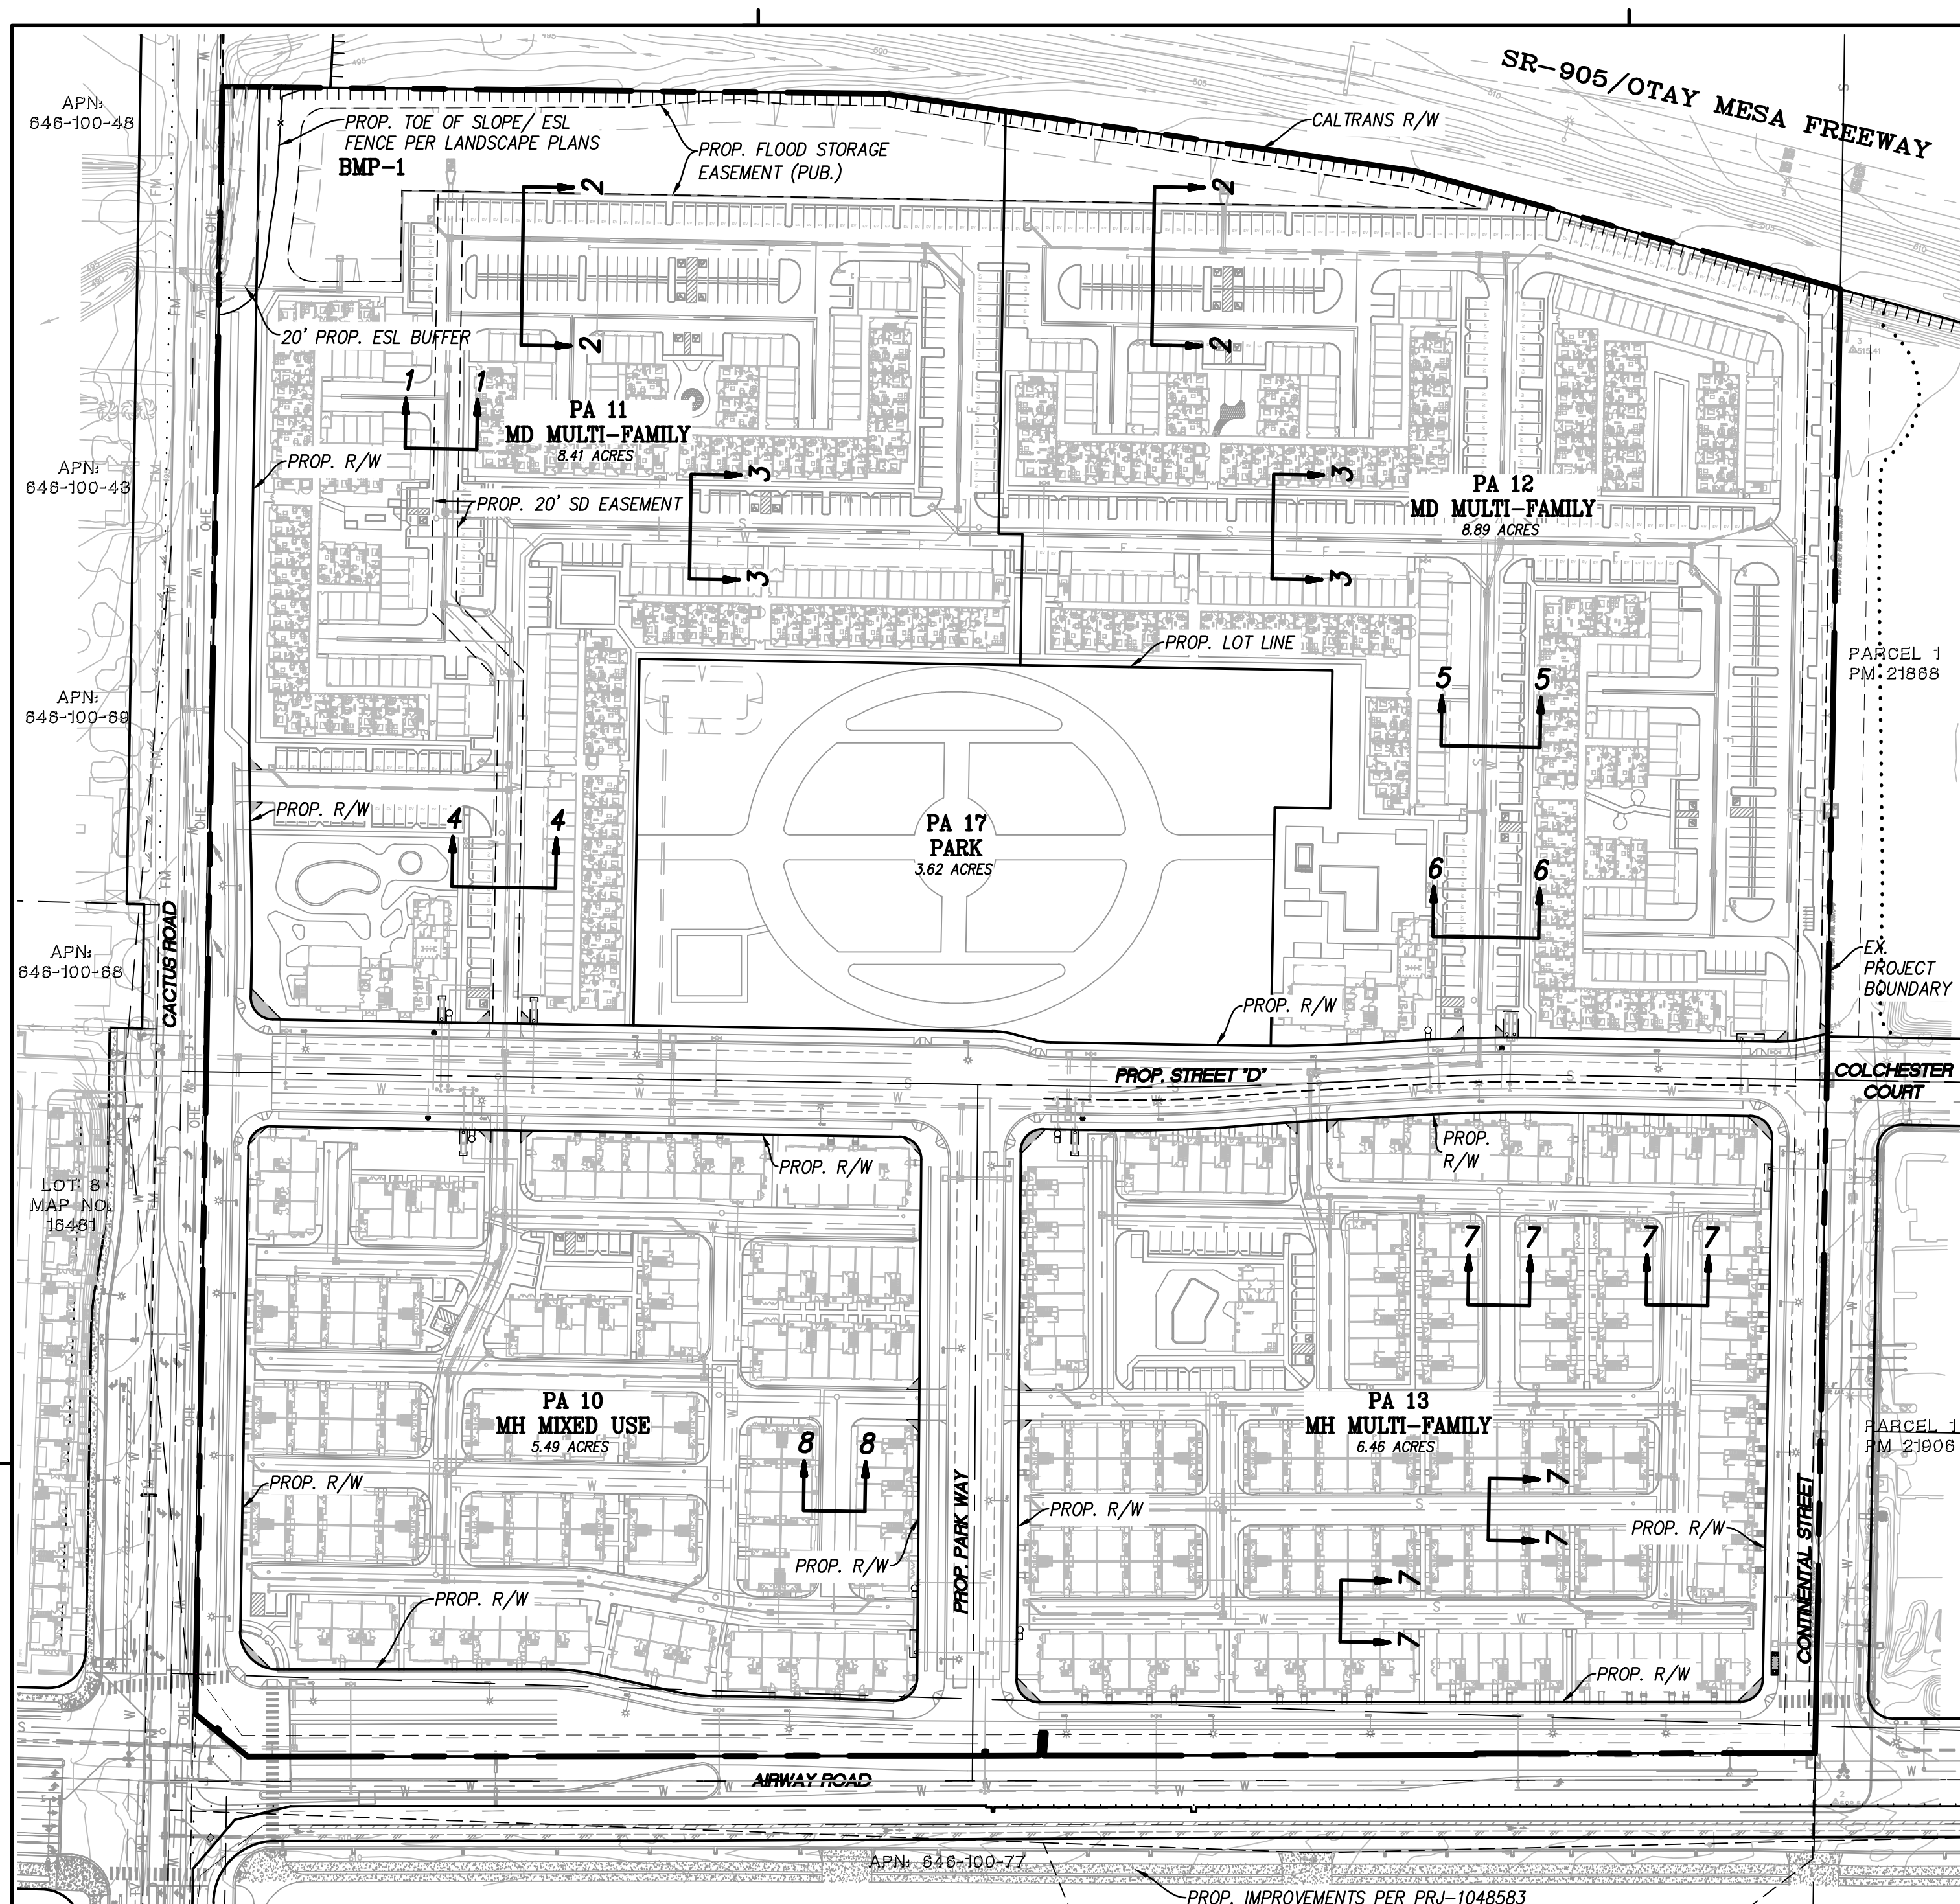 SR-905/OTAY MESA FREEWAY
APN:
646-100-48
PROP. TOE OF SLOPE/ ESL
FENCE PER LANDSCAPE PLANS
BMP-1
PROP. FLOOD STORAGE
EASEMENT (PUB.)
CALTRANS R/W
2
2
20' PROP. ESL BUFFER
2
2
1
1
PA 11
MD MULTI-FAMILY
8.41 ACRES
APN:
646-100-43
PROP. R/W
3
3
PROP. 20' SD EASEMENT
PA 12
MD MULTI-FAMILY
8.89 ACRES
3
3
PROP. LOT LINE
PARCEL 1
PM 21868
5
5
APN:
646-100-69
PROP. R/W
4
4
PA 17
PARK
3.62 ACRES
6
6
APN:
646-100-68
CACTUS ROAD
EX.
PROJECT
BOUNDARY
PROP. R/W
PROP. STREET "D"
COLCHESTER
COURT
PROP. R/W
PROP.
R/W
LOT 8
MAP NO.
16481
7
7
7
7
PA 10
MH MIXED USE
5.49 ACRES
PA 13
MH MULTI-FAMILY
6.46 ACRES
PARCEL 1
PM 21906
8
8
PROP. R/W
PROP. PARK WAY
PROP. R/W
7
7
PROP. R/W
CONTINENTAL STREET
PROP. R/W
PROP. R/W
7
7
PROP. R/W
AIRWAY ROAD
APN: 646-100-77
PROP. IMPROVEMENTS PER PRJ-1048583